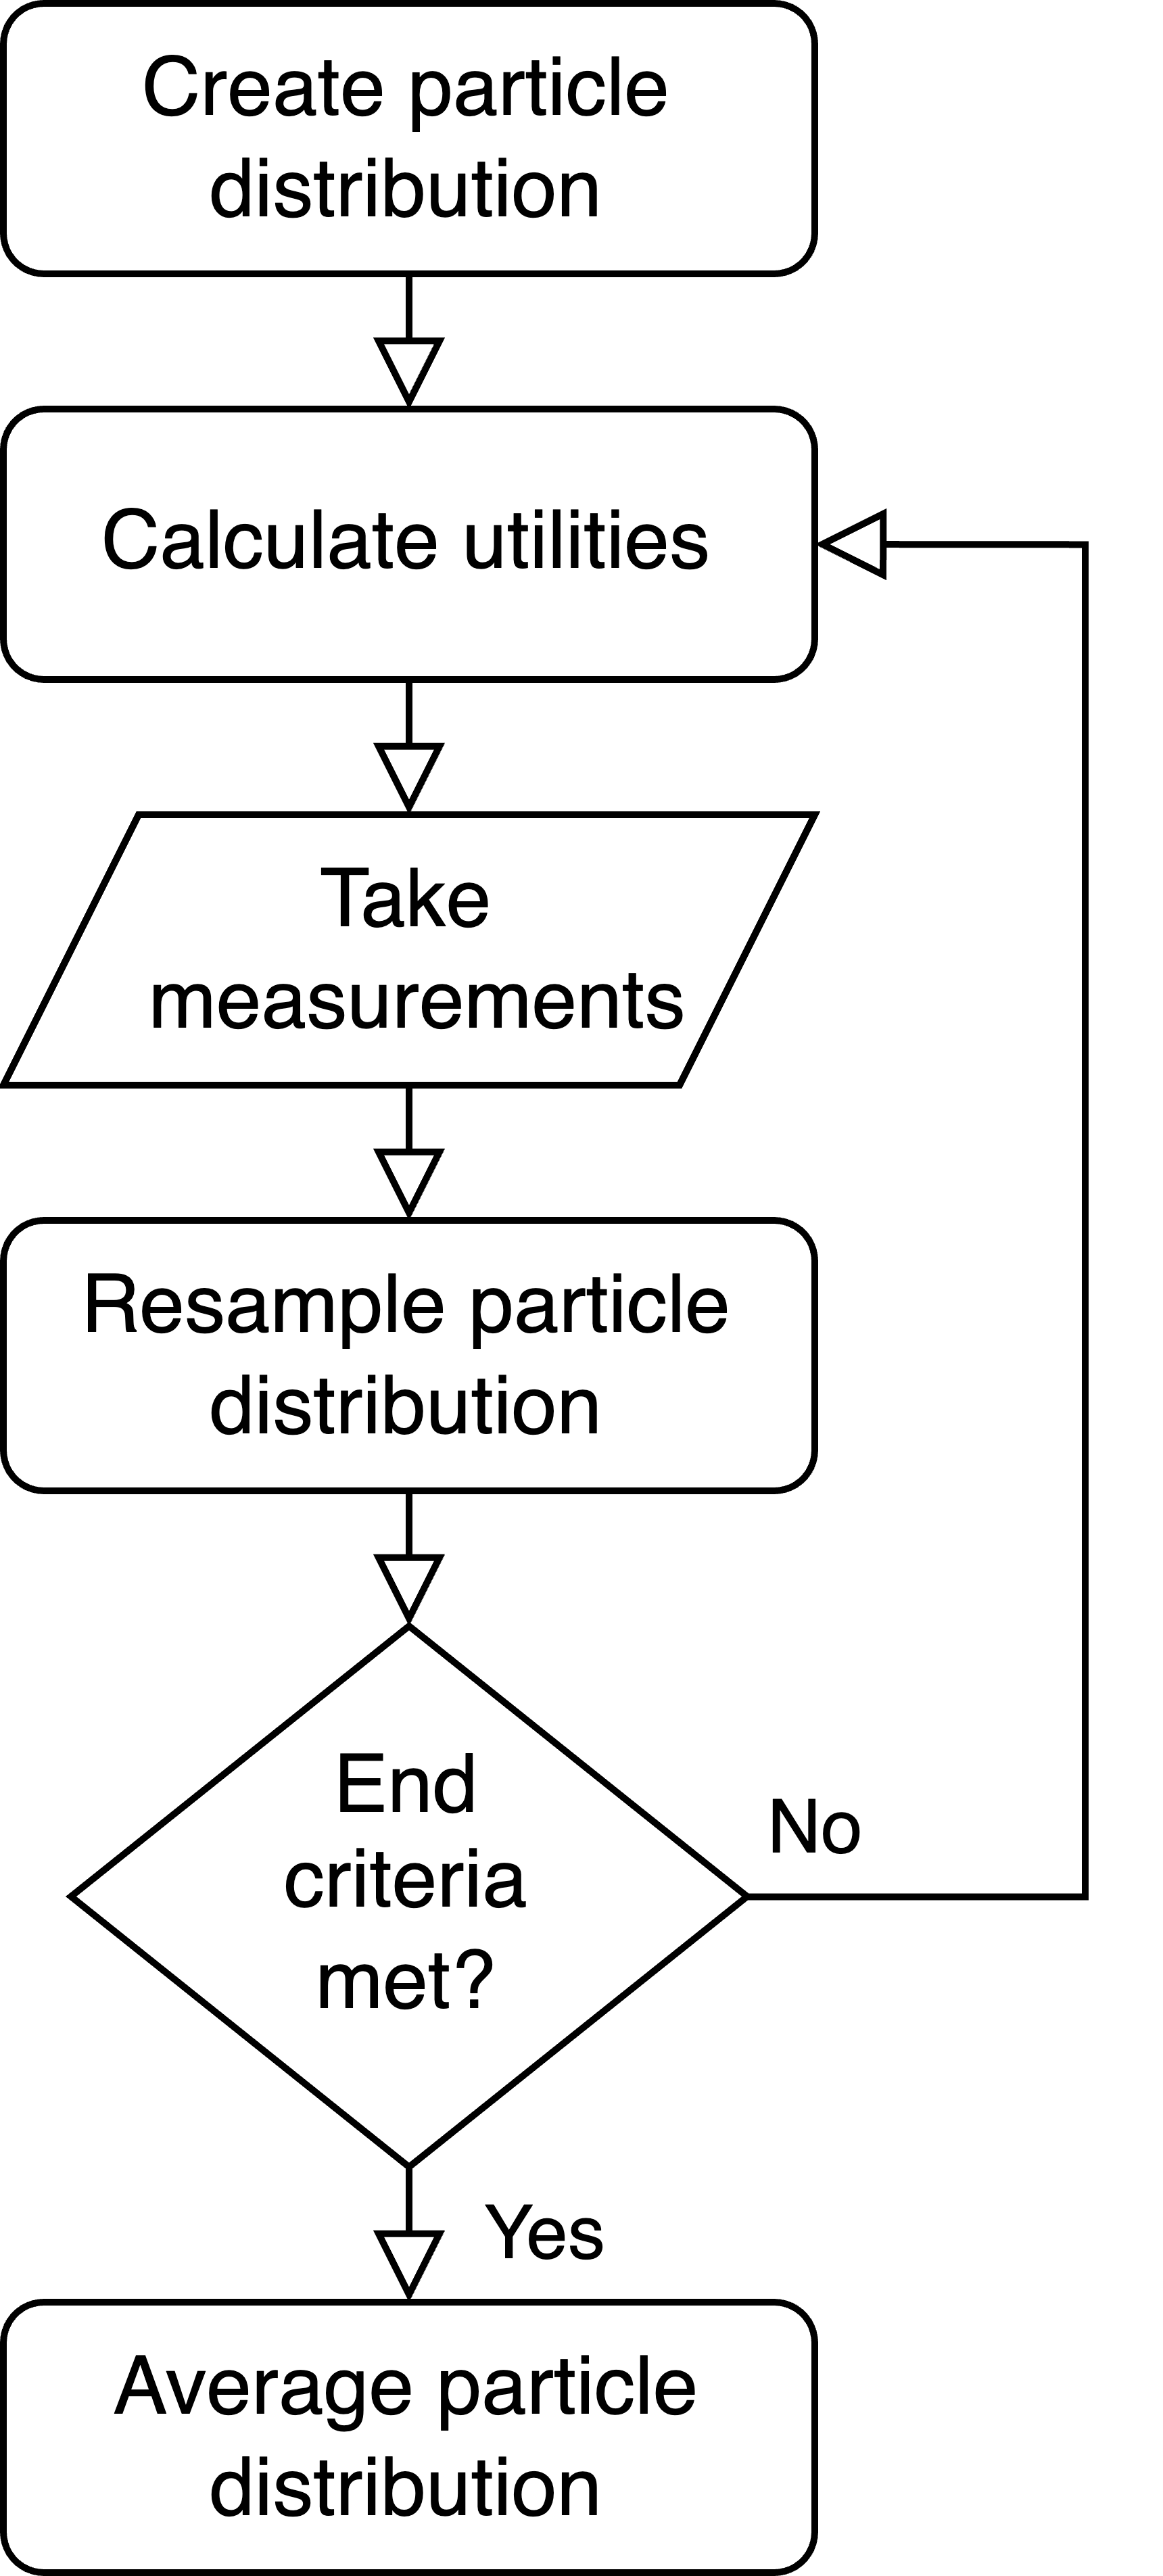 Create particle
distribution
Calculate utilities
Take
measurements
Resample particle
distribution
End
criteria
met?
No
Yes
Average particle
distribution